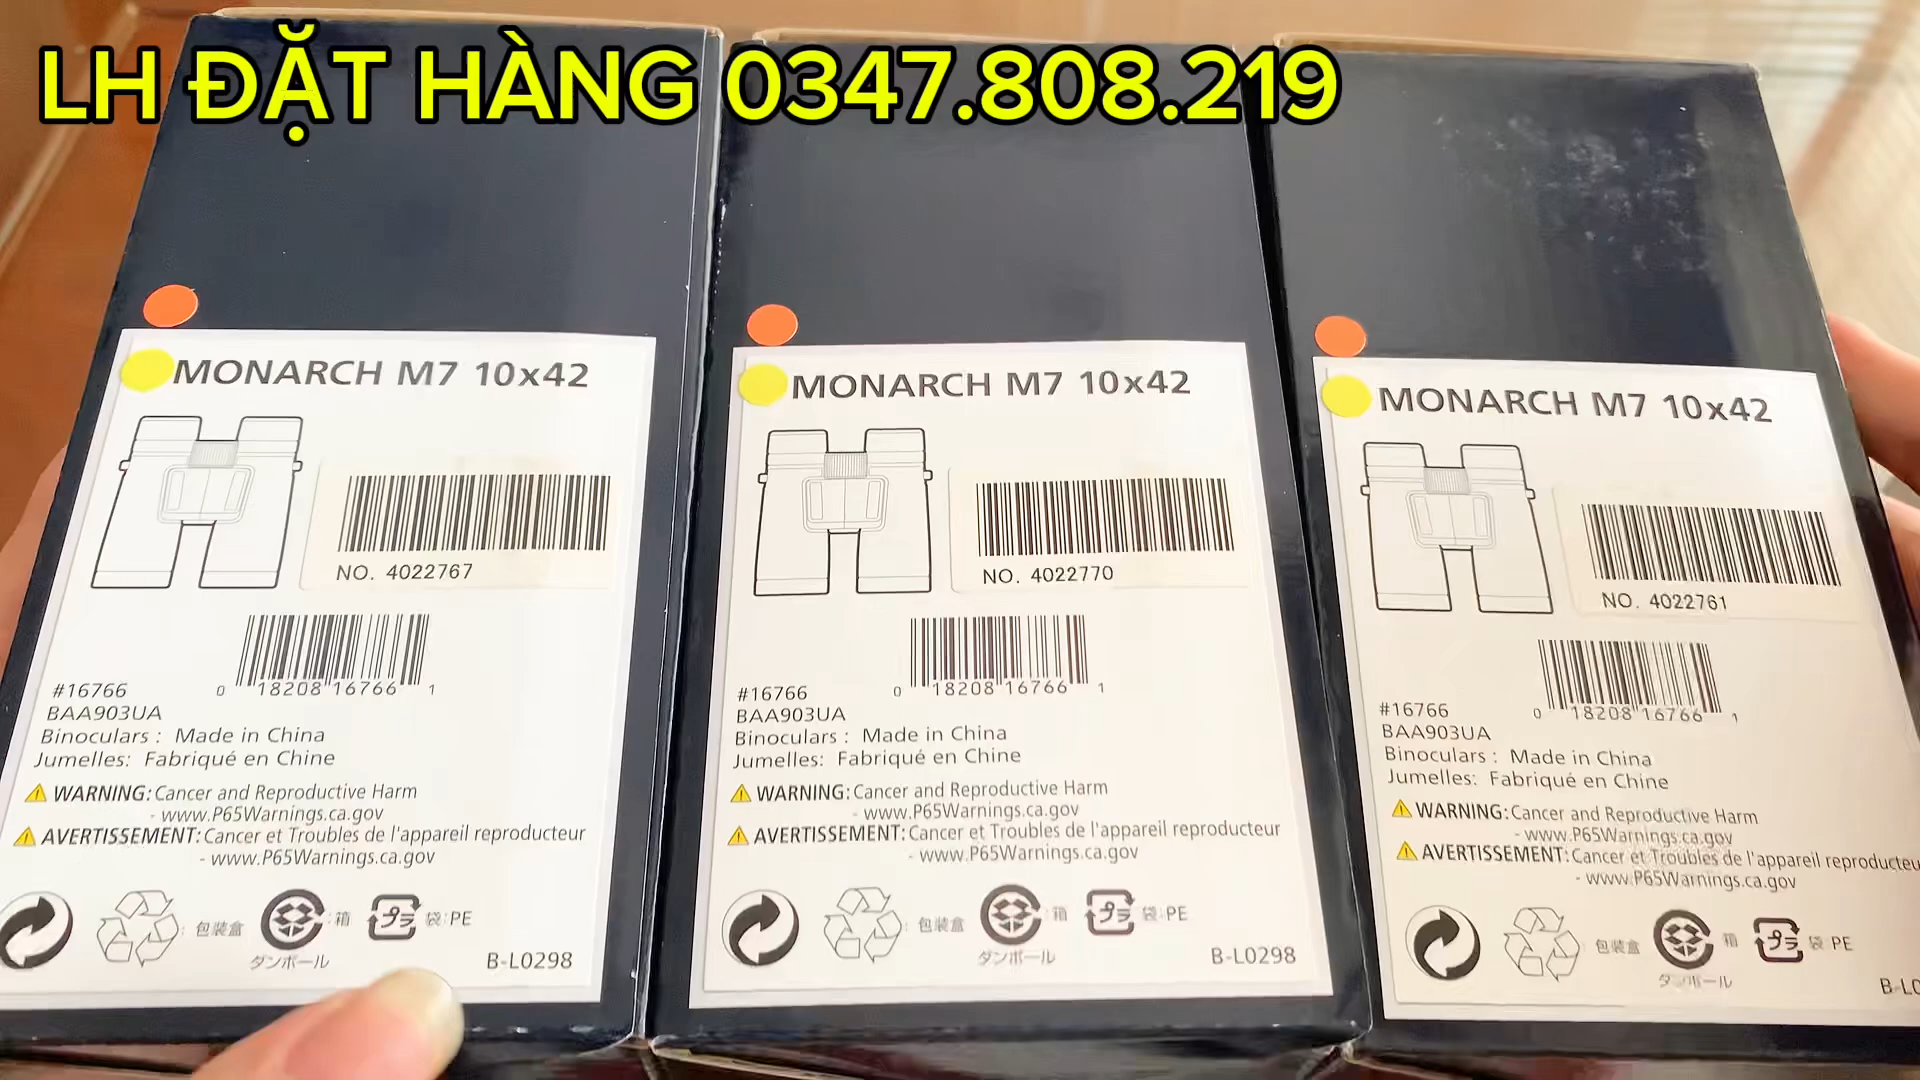 LH ĐẶT HÀNG 0347.808.219
MONARCH M7 10x42
NO. 4022767
0 18208 16766 1
#16766
BAA903UA
Binoculars : Made in China
Jumelles: Fabriqué en Chine
WARNING: Cancer and Reproductive Harm
- www.P65Warnings.ca.gov
AVERTISSEMENT: Cancer et Troubles de l'appareil reproducteur
- www.P65Warnings.ca.gov
: 包装盒
: 箱
プラ 袋:PE
ダンボール
B-L0298
MONARCH M7 10x42
NO. 4022770
0 18208 16766 1
#16766
BAA903UA
Binoculars : Made in China
Jumelles: Fabriqué en Chine
WARNING: Cancer and Reproductive Harm
- www.P65Warnings.ca.gov
AVERTISSEMENT: Cancer et Troubles de l'appareil reproducteur
- www.P65Warnings.ca.gov
: 包装盒
: 箱
プラ 袋:PE
ダンボール
B-L0298
MONARCH M7 10x42
NO. 4022761
0 18208 16766 1
#16766
BAA903UA
Binoculars : Made in China
Jumelles: Fabriqué en Chine
WARNING: Cancer and Reproductive Harm
- www.P65Warnings.ca.gov
AVERTISSEMENT: Cancer et Troubles de l'appareil reproducteu
- www.P65Warnings.ca.gov
: 包装盒
箱
プラ 袋 PE
ダンボール
B-L0